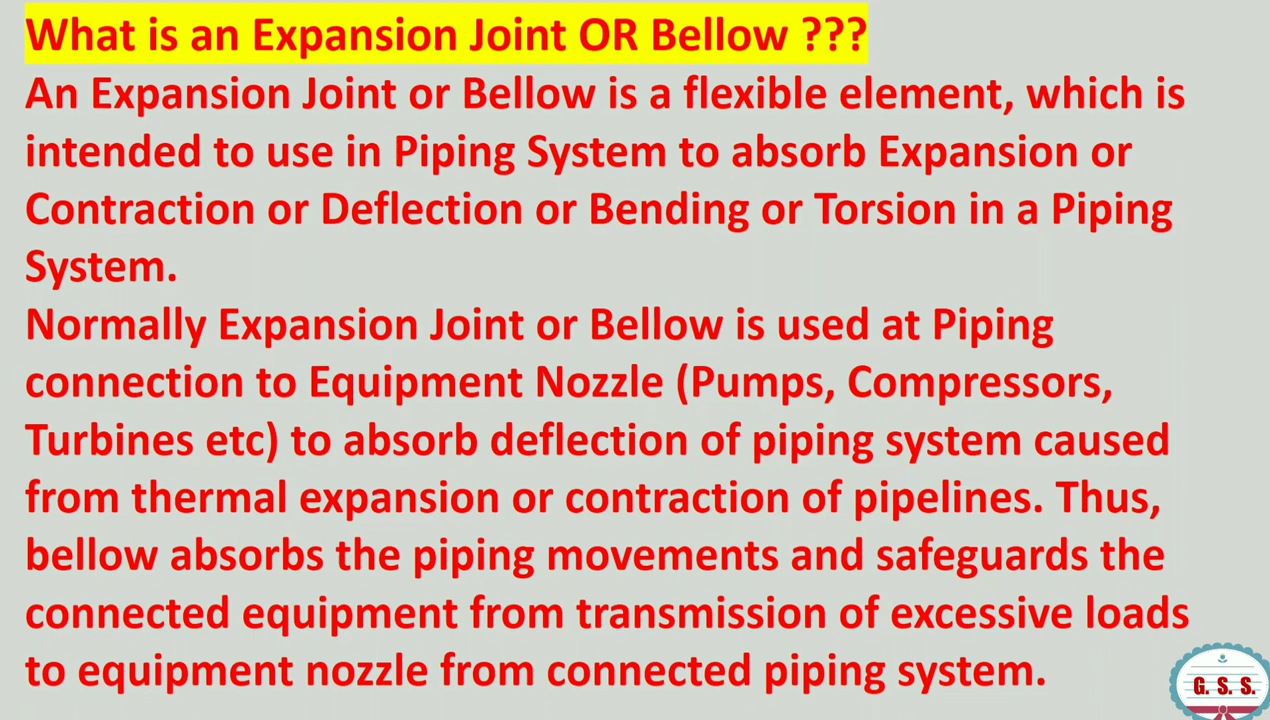 What is an Expansion Joint OR Bellow ???
An Expansion Joint or Bellow is a flexible element, which is
intended to use in Piping System to absorb Expansion or
Contraction or Deflection or Bending or Torsion in a Piping
System.
Normally Expansion Joint or Bellow is used at Piping
connection to Equipment Nozzle (Pumps, Compressors,
Turbines etc) to absorb deflection of piping system caused
from thermal expansion or contraction of pipelines. Thus,
bellow absorbs the piping movements and safeguards the
connected equipment from transmission of excessive loads
to equipment nozzle from connected piping system.
G. S. S.